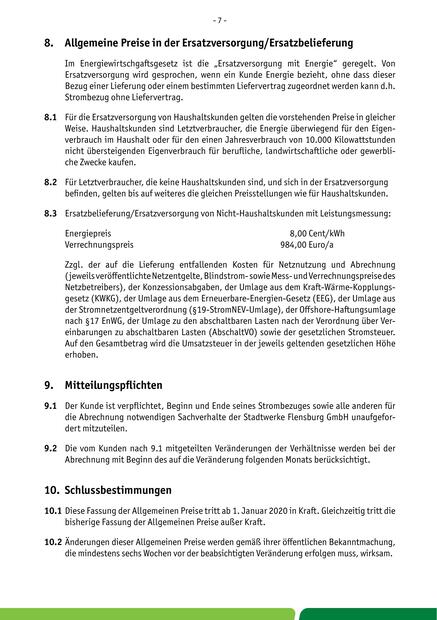 - 7 -
8. Allgemeine Preise in der Ersatzversorgung/Ersatzbelieferung
Im Energiewirtschgaftsgesetz ist die „Ersatzversorgung mit Energie“ geregelt. Von
Ersatzversorgung wird gesprochen, wenn ein Kunde Energie bezieht, ohne dass dieser
Bezug einer Lieferung oder einem bestimmten Liefervertrag zugeordnet werden kann d.h.
Strombezug ohne Liefervertrag.
8.1 Für die Ersatzversorgung von Haushaltskunden gelten die vorstehenden Preise in gleicher
Weise. Haushaltskunden sind Letztverbraucher, die Energie überwiegend für den Eigen-
verbrauch im Haushalt oder für den einen Jahresverbrauch von 10.000 Kilowattstunden
nicht übersteigenden Eigenverbrauch für berufliche, landwirtschaftliche oder gewerbli-
che Zwecke kaufen.
8.2 Für Letztverbraucher, die keine Haushaltskunden sind, und sich in der Ersatzversorgung
befinden, gelten bis auf weiteres die gleichen Preisstellungen wie für Haushaltskunden.
8.3 Ersatzbelieferung/Ersatzversorgung von Nicht-Haushaltskunden mit Leistungsmessung:
Energiepreis 8,00 Cent/kWh
Verrechnungspreis 984,00 Euro/a
Zzgl. der auf die Lieferung entfallenden Kosten für Netznutzung und Abrechnung
(jeweils veröffentlichte Netzentgelte, Blindstrom- sowie Mess- und Verrechnungspreise des
Netzbetreibers), der Konzessionsabgaben, der Umlage aus dem Kraft-Wärme-Kopplungs-
gesetz (KWKG), der Umlage aus dem Erneuerbare-Energien-Gesetz (EEG), der Umlage aus
der Stromnetzentgeltverordnung (§19-StromNEV-Umlage), der Offshore-Haftungsumlage
nach §17 EnWG, der Umlage zu den abschaltbaren Lasten nach der Verordnung über Ver-
einbarungen zu abschaltbaren Lasten (AbschaltVO) sowie der gesetzlichen Stromsteuer.
Auf den Gesamtbetrag wird die Umsatzsteuer in der jeweils geltenden gesetzlichen Höhe
erhoben.
9. Mitteilungspflichten
9.1 Der Kunde ist verpflichtet, Beginn und Ende seines Strombezuges sowie alle anderen für
die Abrechnung notwendigen Sachverhalte der Stadtwerke Flensburg GmbH unaufgefor-
dert mitzuteilen.
9.2 Die vom Kunden nach 9.1 mitgeteilten Veränderungen der Verhältnisse werden bei der
Abrechnung mit Beginn des auf die Veränderung folgenden Monats berücksichtigt.
10. Schlussbestimmungen
10.1 Diese Fassung der Allgemeinen Preise tritt ab 1. Januar 2020 in Kraft. Gleichzeitig tritt die
bisherige Fassung der Allgemeinen Preise außer Kraft.
10.2 Änderungen dieser Allgemeinen Preise werden gemäß ihrer öffentlichen Bekanntmachung,
die mindestens sechs Wochen vor der beabsichtigten Veränderung erfolgen muss, wirksam.